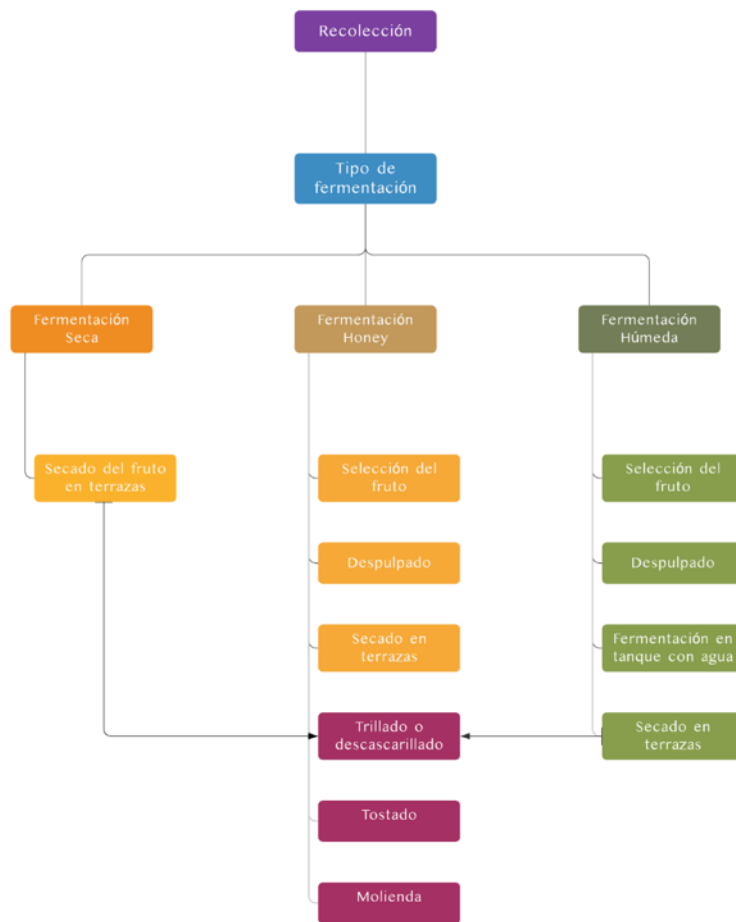 Recolección
Tipo de
fermentación
Fermentación
Seca
Fermentación
Honey
Fermentación
Húmeda
Secado del fruto
en terrazas
Selección del
fruto
Selección del
fruto
Despulpado
Despulpado
Secado en
terrazas
Fermentación en
tanque con agua
Trillado o
descascarillado
Secado en
terrazas
Tostado
Molienda